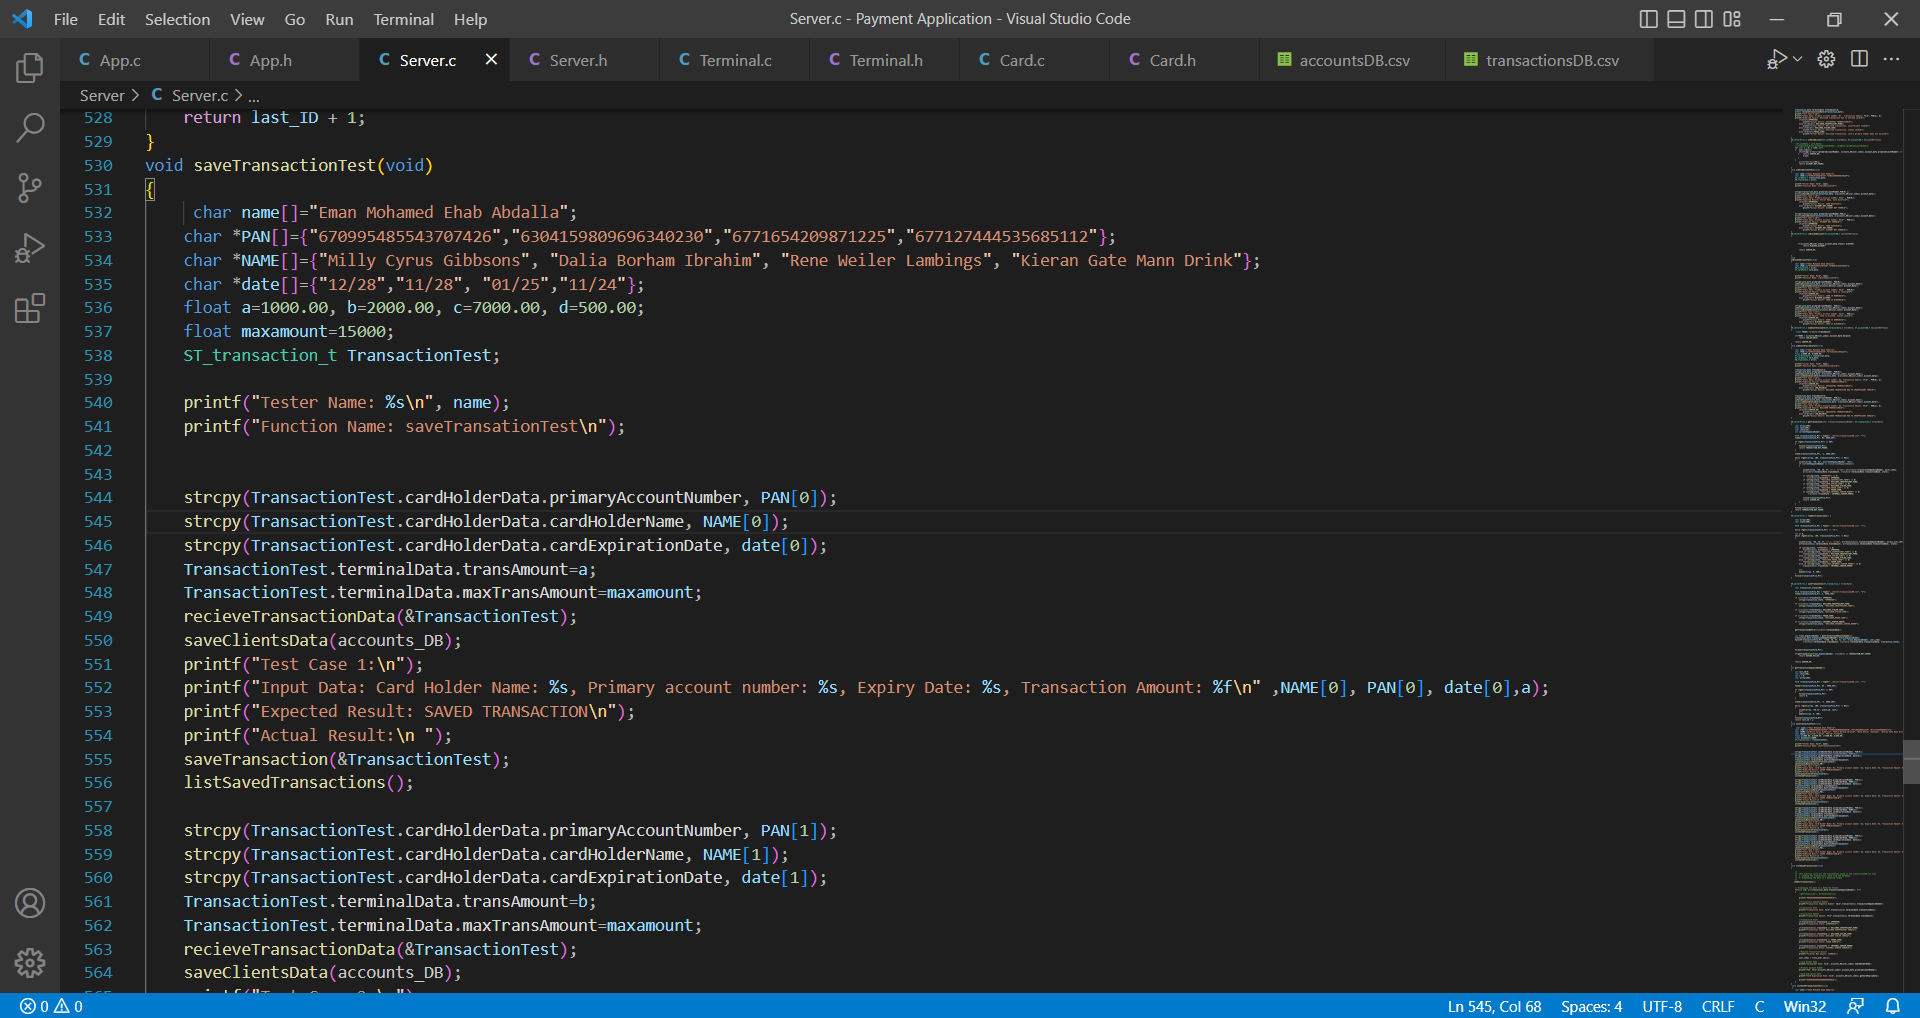 File Edit Selection View Go Run Terminal Help
Server.c - Payment Application - Visual Studio Code
C App.c C App.h C Server.c C Server.h C Terminal.c C Terminal.h C Card.c C Card.h accountsDB.csv transactionsDB.csv
Server > C Server.c > ...
528 return last_ID + 1;
529 }
530 void saveTransactionTest(void)
531 {
532 char name[]="Eman Mohamed Ehab Abdalla";
533 char *PAN[]={"670995485543707426","6304159809696340230","6771654209871225","677127444535685112"};
534 char *NAME[]={"Milly Cyrus Gibbsons", "Dalia Borham Ibrahim", "Rene Weiler Lambings", "Kieran Gate Mann Drink"};
535 char *date[]={"12/28","11/28", "01/25","11/24"};
536 float a=1000.00, b=2000.00, c=7000.00, d=500.00;
537 float maxamount=15000;
538 ST_transaction_t TransactionTest;
539
540 printf("Tester Name: %s\n", name);
541 printf("Function Name: saveTransationTest\n");
542
543
544 strcpy(TransactionTest.cardHolderData.primaryAccountNumber, PAN[0]);
545 strcpy(TransactionTest.cardHolderData.cardHolderName, NAME[0]);
546 strcpy(TransactionTest.cardHolderData.cardExpirationDate, date[0]);
547 TransactionTest.terminalData.transAmount=a;
548 TransactionTest.terminalData.maxTransAmount=maxamount;
549 recieveTransactionData(&TransactionTest);
550 saveClientsData(accounts_DB);
551 printf("Test Case 1:\n");
552 printf("Input Data: Card Holder Name: %s, Primary account number: %s, Expiry Date: %s, Transaction Amount: %f\n" ,NAME[0], PAN[0], date[0],a);
553 printf("Expected Result: SAVED TRANSACTION\n");
554 printf("Actual Result:\n ");
555 saveTransaction(&TransactionTest);
556 listSavedTransactions();
557
558 strcpy(TransactionTest.cardHolderData.primaryAccountNumber, PAN[1]);
559 strcpy(TransactionTest.cardHolderData.cardHolderName, NAME[1]);
560 strcpy(TransactionTest.cardHolderData.cardExpirationDate, date[1]);
561 TransactionTest.terminalData.transAmount=b;
562 TransactionTest.terminalData.maxTransAmount=maxamount;
563 recieveTransactionData(&TransactionTest);
564 saveClientsData(accounts_DB);
0 0 Ln 545, Col 68 Spaces: 4 UTF-8 CRLF C Win32